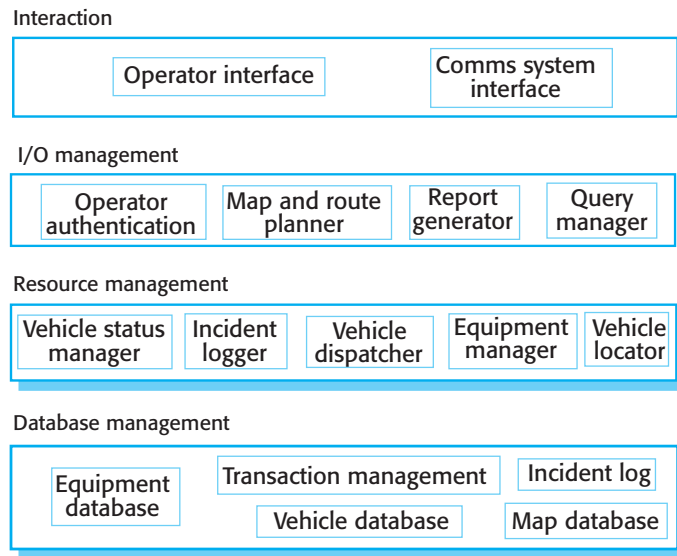 Interaction
Operator interface
Comms system
interface
I/O management
Operator
authentication
Map and route
planner
Report
generator
Query
manager
Resource management
Vehicle status
manager
Incident
logger
Vehicle
dispatcher
Equipment
manager
Vehicle
locator
Database management
Equipment
database
Transaction management
Incident log
Vehicle database
Map database